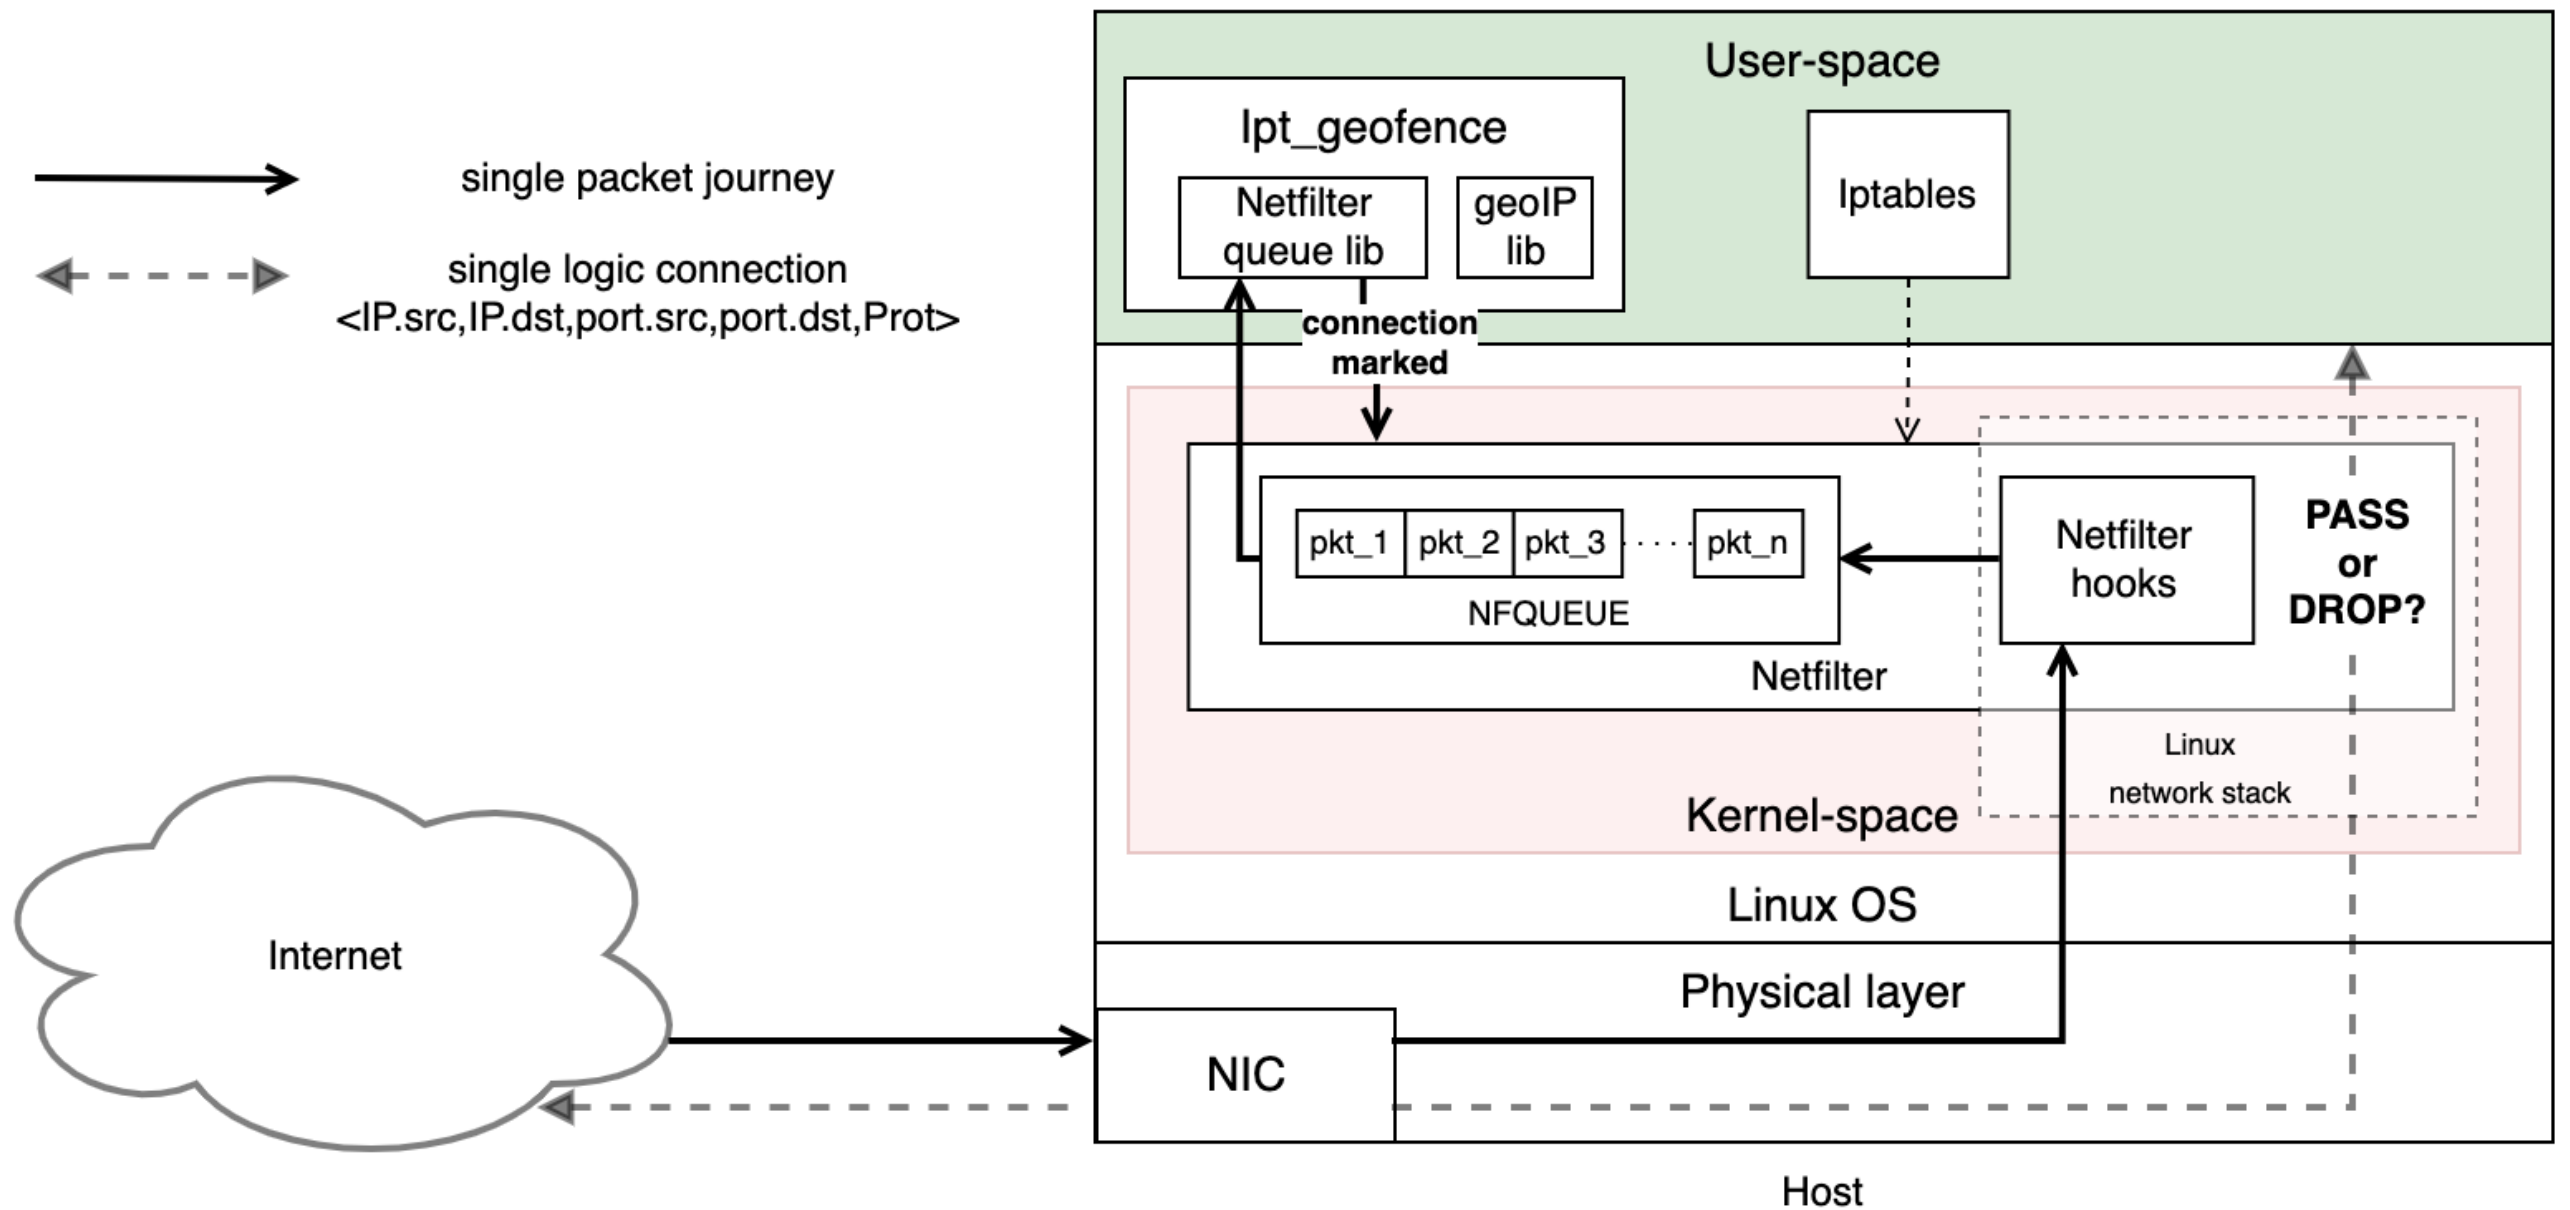 User-space
Ipt_geofence
Netfilter
queue lib
geoIP
lib
Iptables
single packet journey
single logic connection
<IP.src,IP.dst,port.src,port.dst,Prot>
connection
marked
pkt_1
pkt_2
pkt_3
.....
pkt_n
NFQUEUE
Netfilter
hooks
PASS
or
DROP?
Netfilter
Linux
network stack
Kernel-space
Linux OS
Internet
Physical layer
NIC
Host